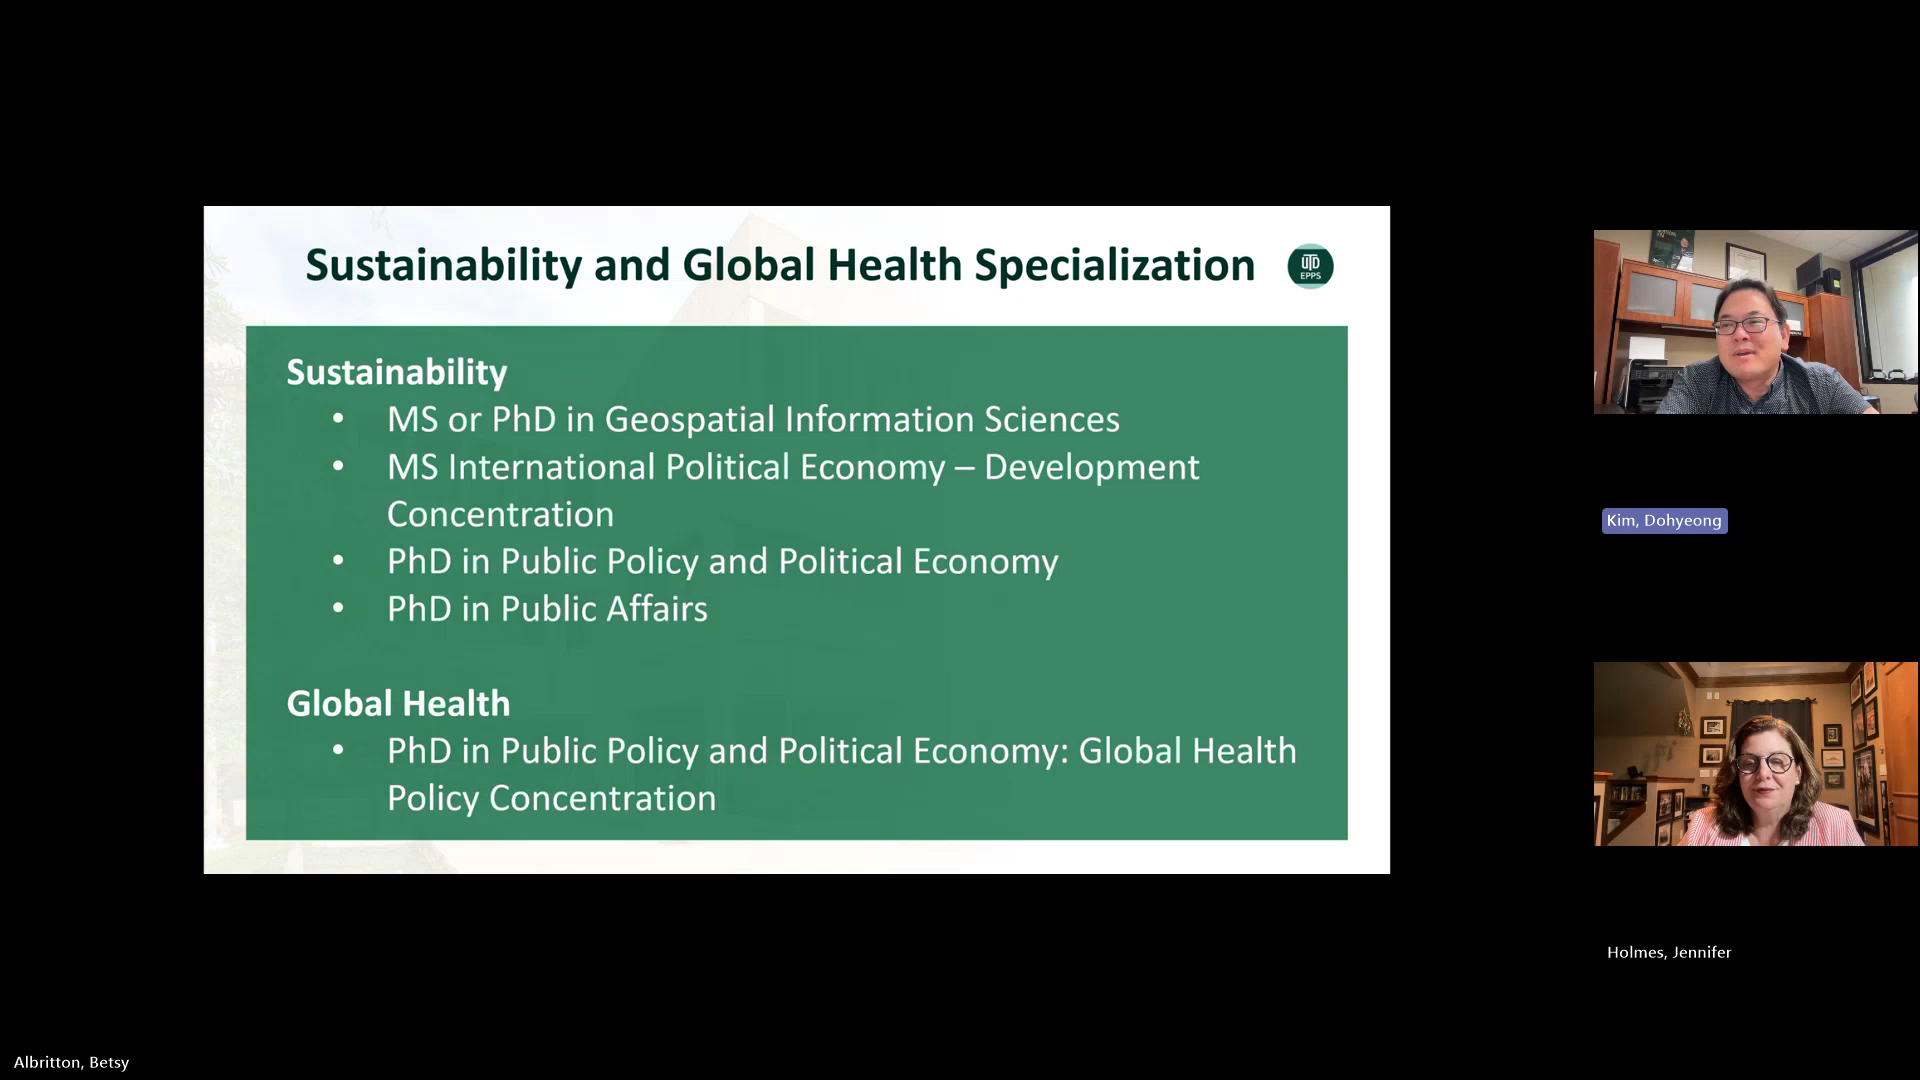 Sustainability and Global Health Specialization
UTD
EPPS
Sustainability
• MS or PhD in Geospatial Information Sciences
• MS International Political Economy – Development
Concentration
• PhD in Public Policy and Political Economy
• PhD in Public Affairs
Global Health
• PhD in Public Policy and Political Economy: Global Health
Policy Concentration
Kim, Dohyeong
Holmes, Jennifer
Albritton, Betsy